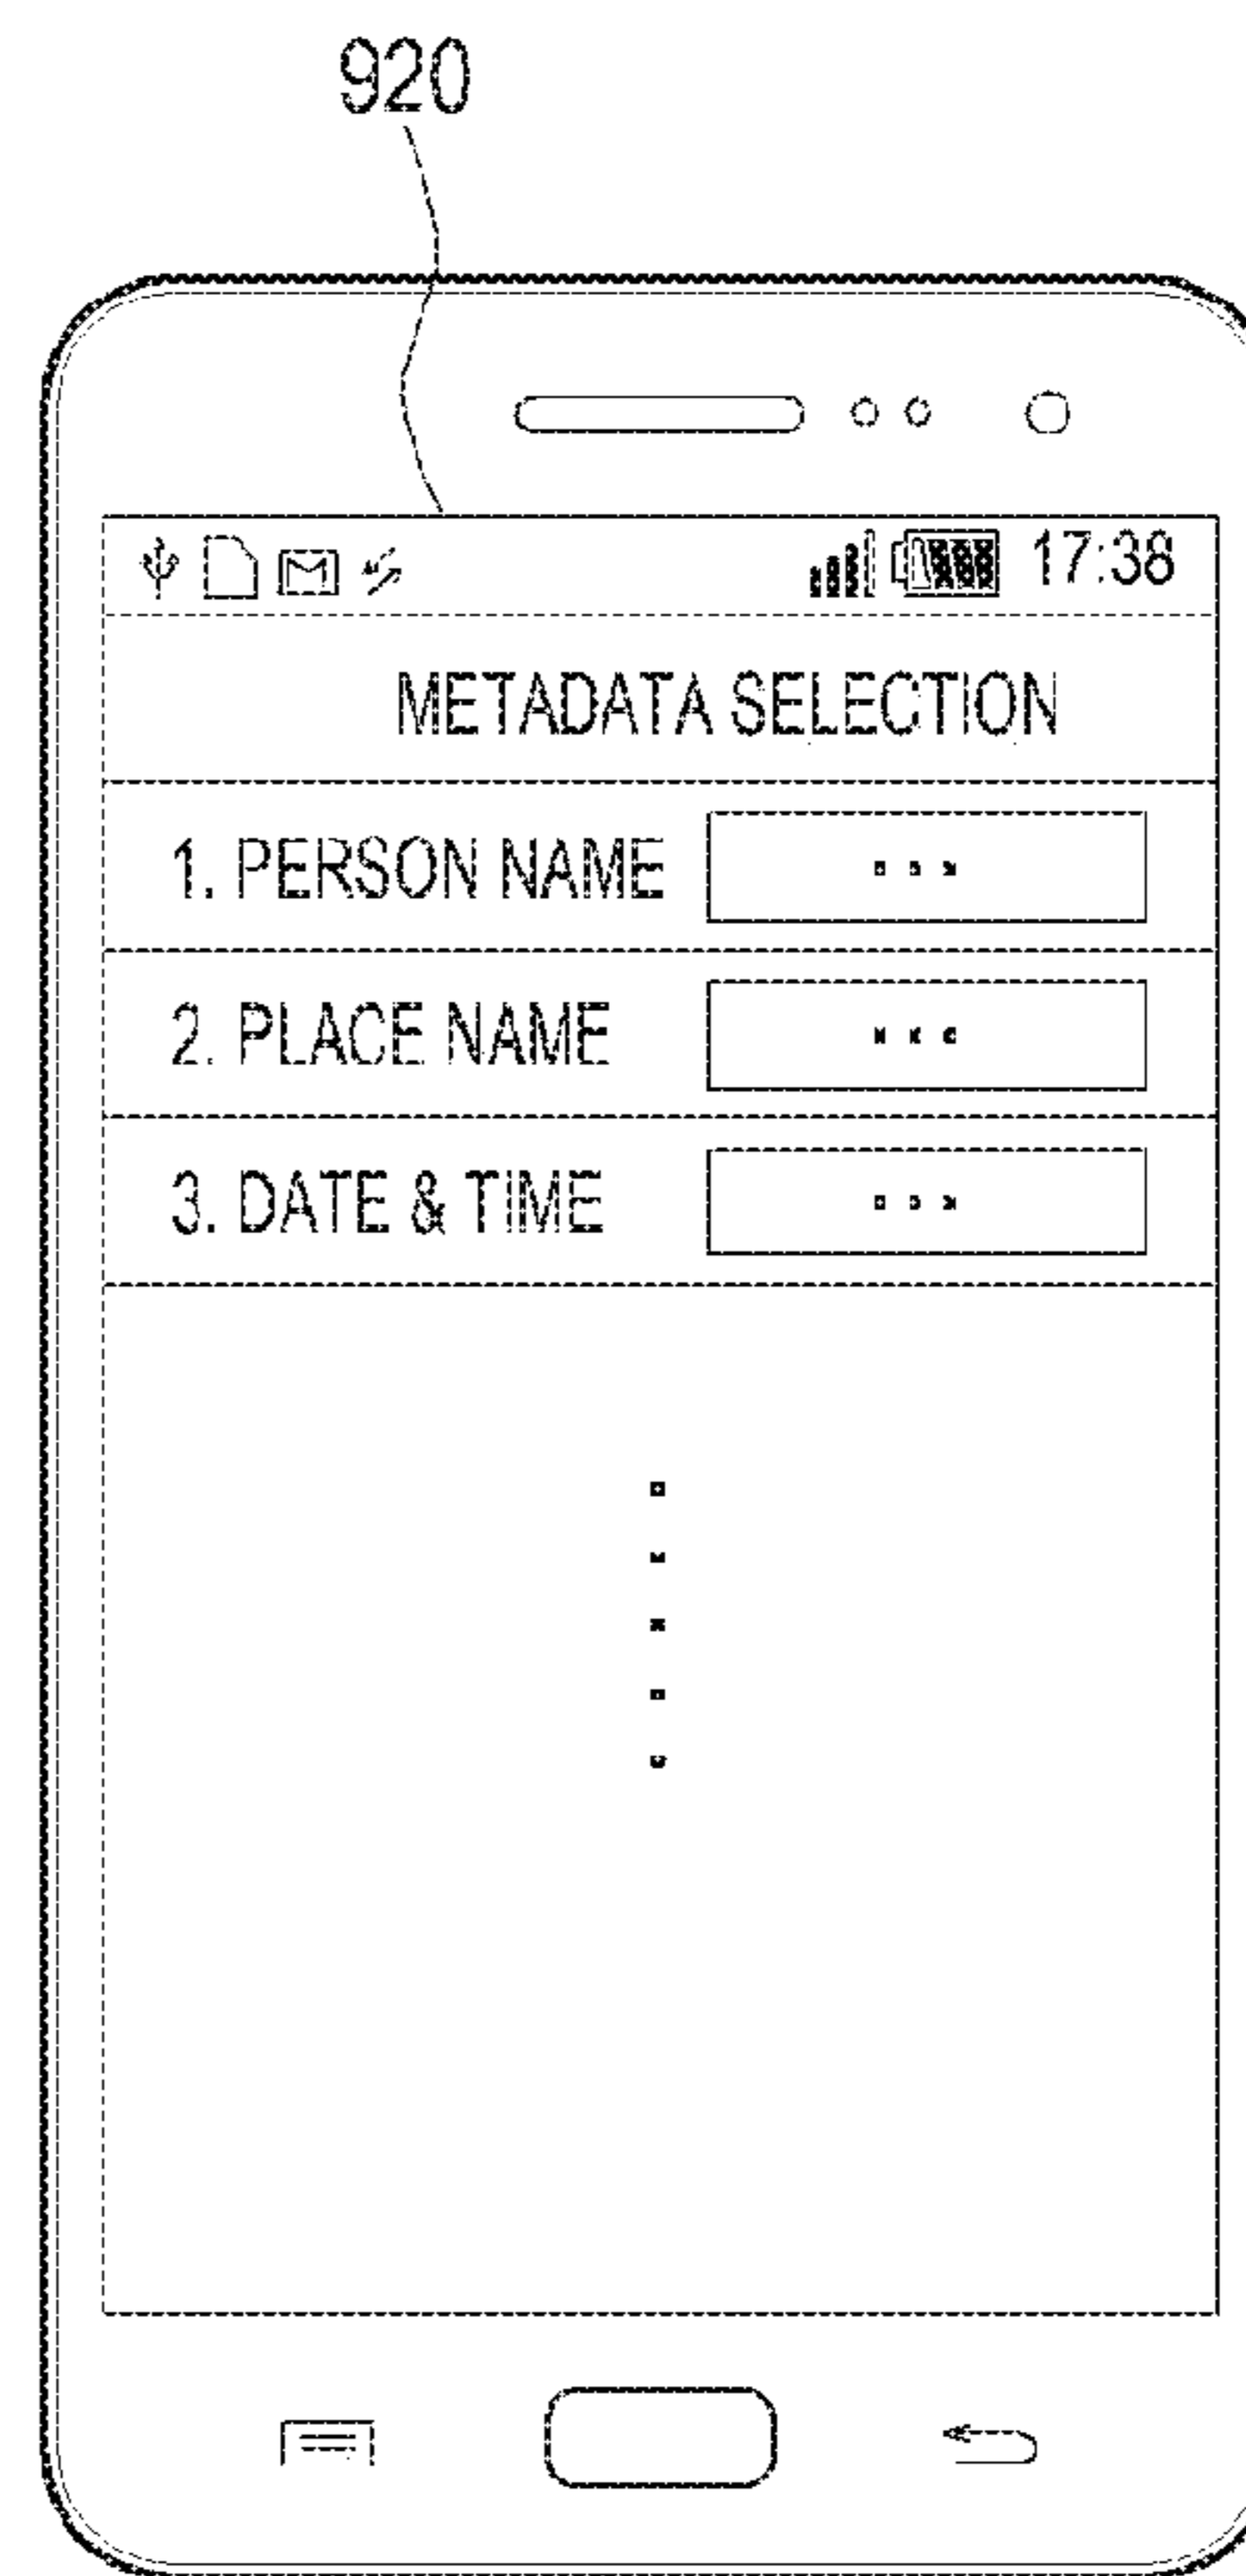 920
17:38
METADATA SELECTION
1. PERSON NAME ...
2. PLACE NAME ...
3. DATE & TIME ...